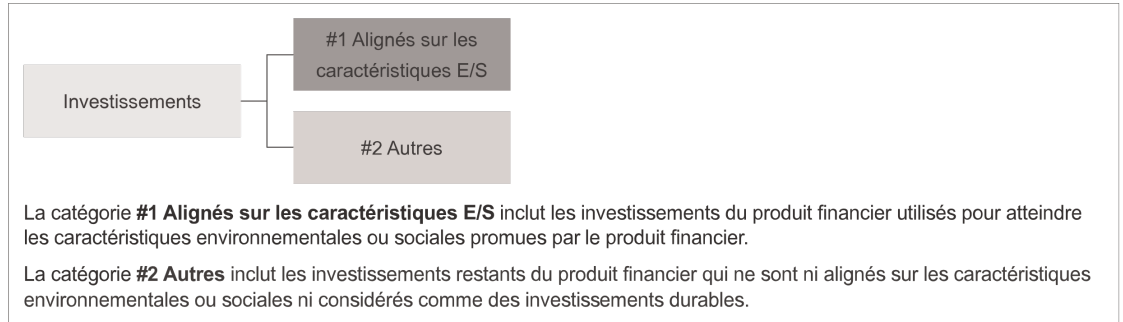 #1 Alignés sur les
caractéristiques E/S
Investissements
#2 Autres
La catégorie #1 Alignés sur les caractéristiques E/S inclut les investissements du produit financier utilisés pour atteindre
les caractéristiques environnementales ou sociales promues par le produit financier.
La catégorie #2 Autres inclut les investissements restants du produit financier qui ne sont ni alignés sur les caractéristiques
environnementales ou sociales ni considérés comme des investissements durables.